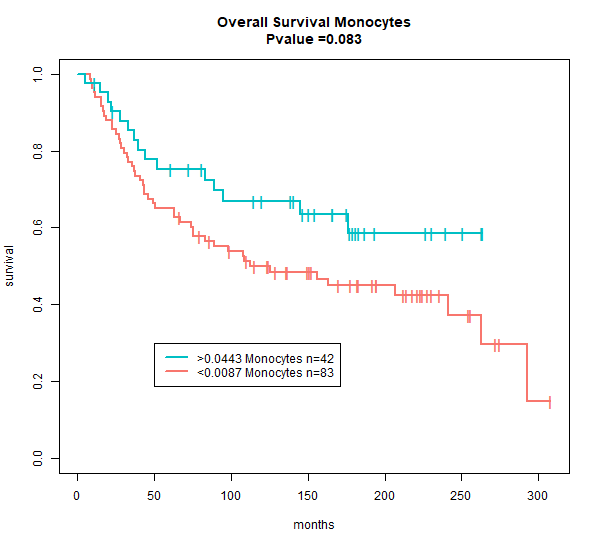 Overall Survival Monocytes
Pvalue =0.083
1.0
0.8
0.6
0.4
0.2
0.0
survival
>0.0443 Monocytes n=42
<0.0087 Monocytes n=83
0 50 100 150 200 250 300
months